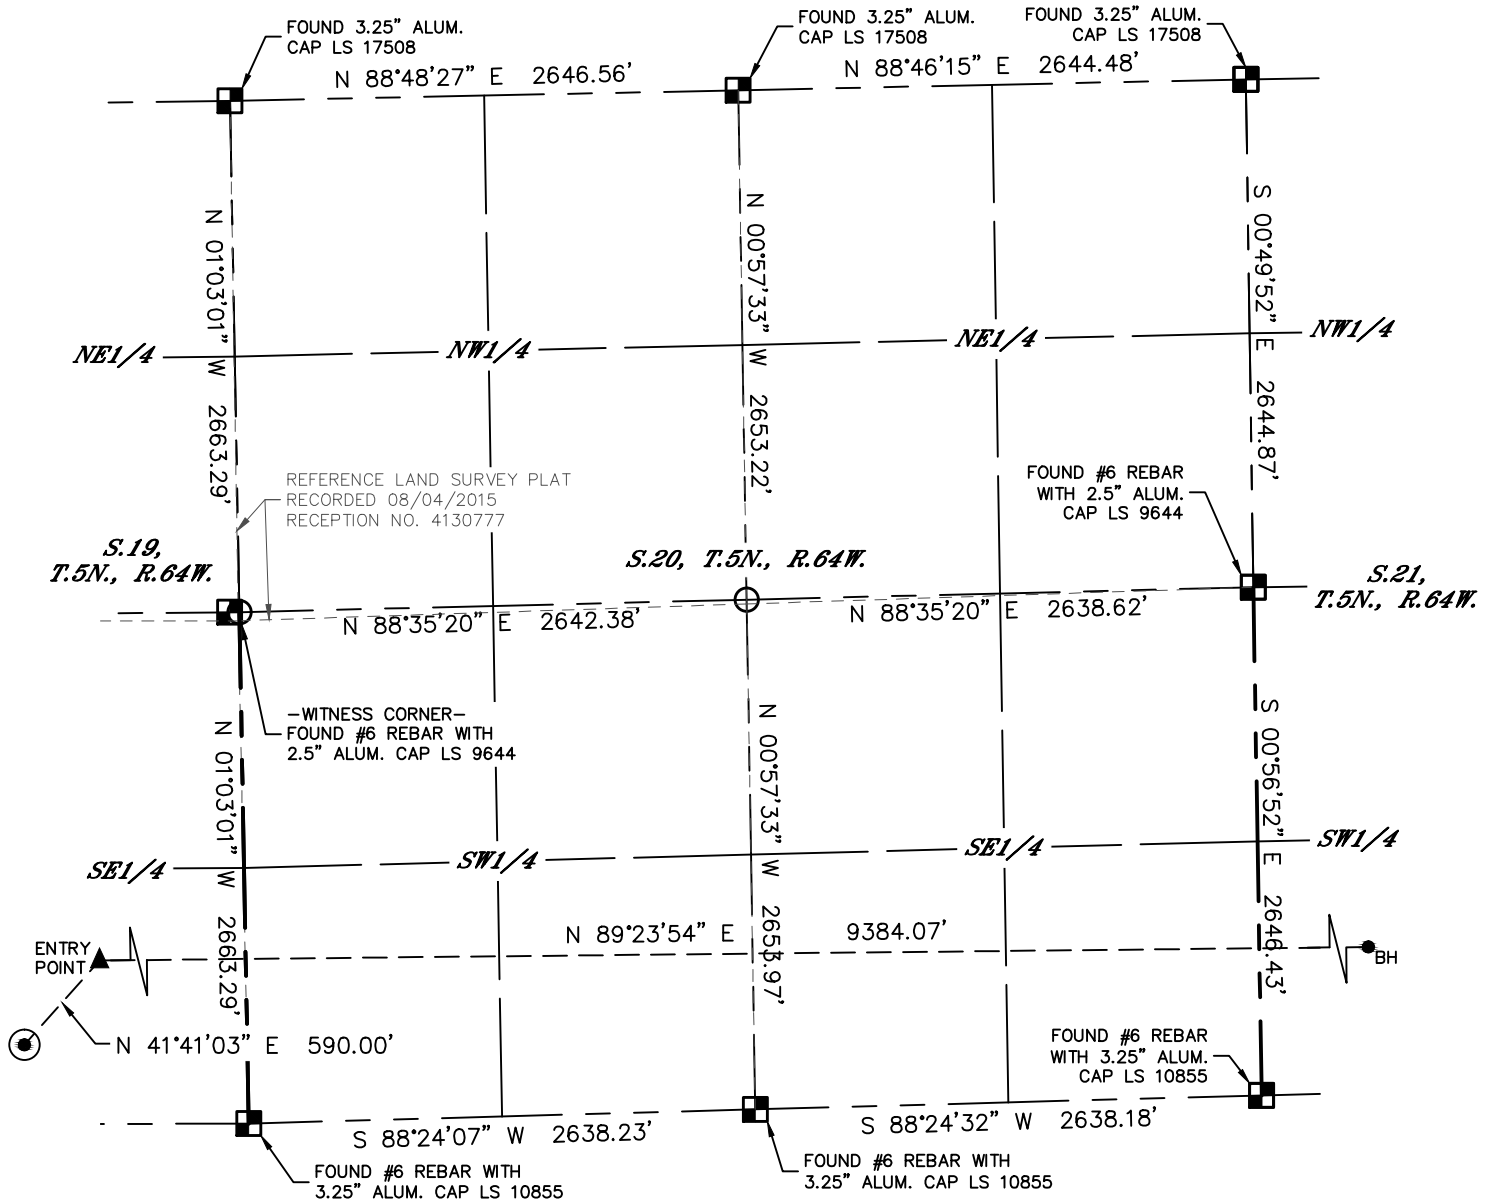 FOUND 3.25" ALUM.
CAP LS 17508
FOUND 3.25" ALUM.
CAP LS 17508
FOUND 3.25" ALUM.
CAP LS 17508
N 88°48'27" E 2646.56'
N 88°46'15" E 2644.48'
N 01°03'01" W 2663.29'
N 00°57'33" W 2653.22'
S 00°49'52" E 2644.87'
NE1/4
NW1/4
NE1/4
NW1/4
REFERENCE LAND SURVEY PLAT
RECORDED 08/04/2015
RECEPTION NO. 4130777
FOUND #6 REBAR
WITH 2.5" ALUM.
CAP LS 9644
S.19,
T.5N., R.64W.
S.20, T.5N., R.64W.
S.21,
T.5N., R.64W.
N 88°35'20" E 2642.38'
N 88°35'20" E 2638.62'
-WITNESS CORNER-
FOUND #6 REBAR WITH
2.5" ALUM. CAP LS 9644
N 01°03'01" W 2663.29'
N 00°57'33" W 2653.97'
S 00°56'52" E 2646.43'
SE1/4
SW1/4
SE1/4
SW1/4
N 89°23'54" E 9384.07'
ENTRY
POINT
BH
N 41°41'03" E 590.00'
FOUND #6 REBAR
WITH 3.25" ALUM.
CAP LS 10855
S 88°24'07" W 2638.23'
S 88°24'32" W 2638.18'
FOUND #6 REBAR WITH
3.25" ALUM. CAP LS 10855
FOUND #6 REBAR WITH
3.25" ALUM. CAP LS 10855